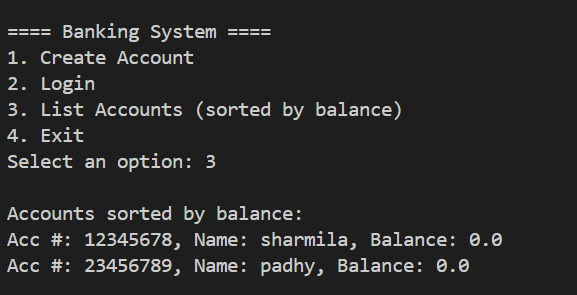 ==== Banking System ====
1. Create Account
2. Login
3. List Accounts (sorted by balance)
4. Exit
Select an option: 3
Accounts sorted by balance:
Acc #: 12345678, Name: sharmila, Balance: 0.0
Acc #: 23456789, Name: padhy, Balance: 0.0